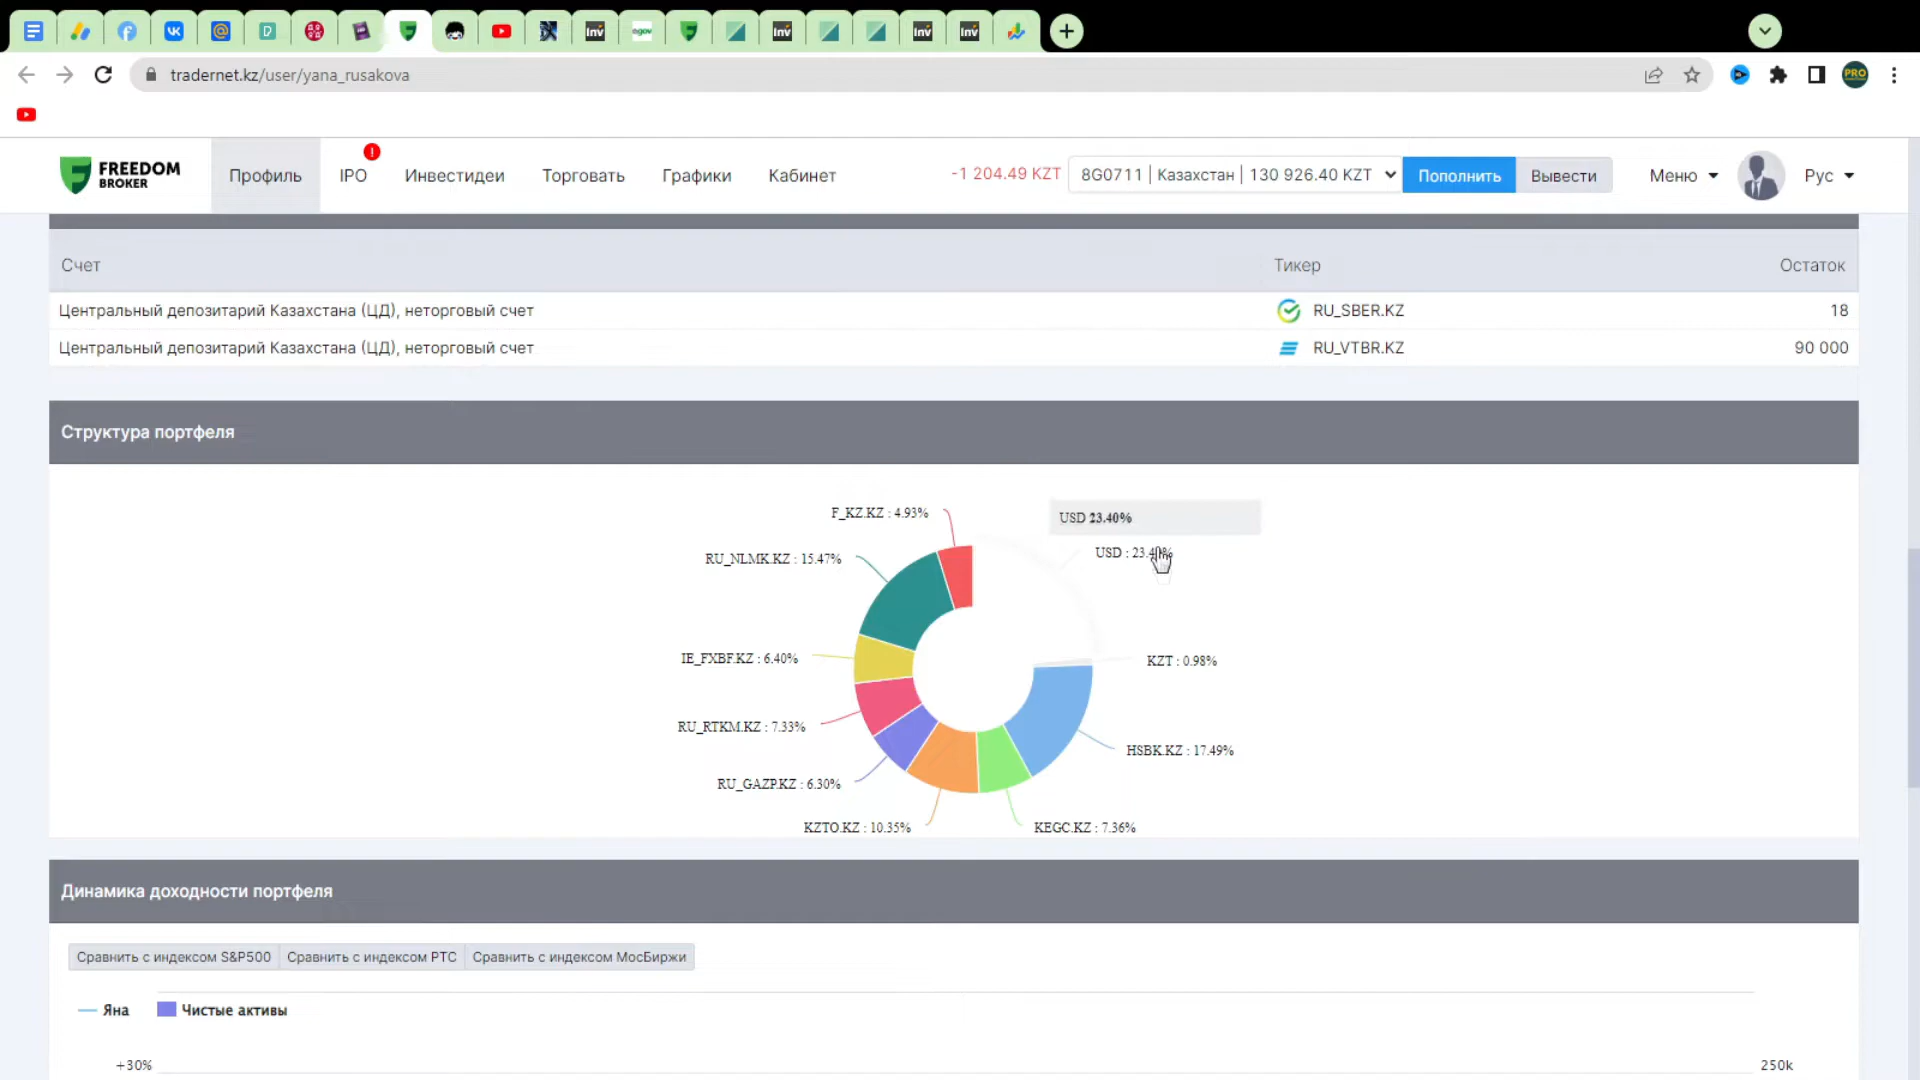 tradernet.kz/user/yana_rusakova
PRO
FREEDOM
BROKER
Профиль
IPO
!
Инвестидеи
Торговать
Графики
Кабинет
-1 204.49 KZT
8G0711 | Казахстан | 130 926.40 KZT
Пополнить
Вывести
Меню
Рус
Счет
Тикер
Остаток
Центральный депозитарий Казахстана (ЦД), неторговый счет
RU_SBER.KZ
18
Центральный депозитарий Казахстана (ЦД), неторговый счет
RU_VTBR.KZ
90 000
Структура портфеля
F_KZ.KZ : 4.93%
USD 23.40%
USD : 23.40%
RU_NLMK.KZ : 15.47%
IE_FXBF.KZ : 6.40%
KZT : 0.98%
RU_RTKM.KZ : 7.33%
HSBK.KZ : 17.49%
RU_GAZP.KZ : 6.30%
KZTO.KZ : 10.35%
KEGC.KZ : 7.36%
Динамика доходности портфеля
Сравнить с индексом S&P500
Сравнить с индексом РТС
Сравнить с индексом МосБиржи
Яна
Чистые активы
+30%
250k